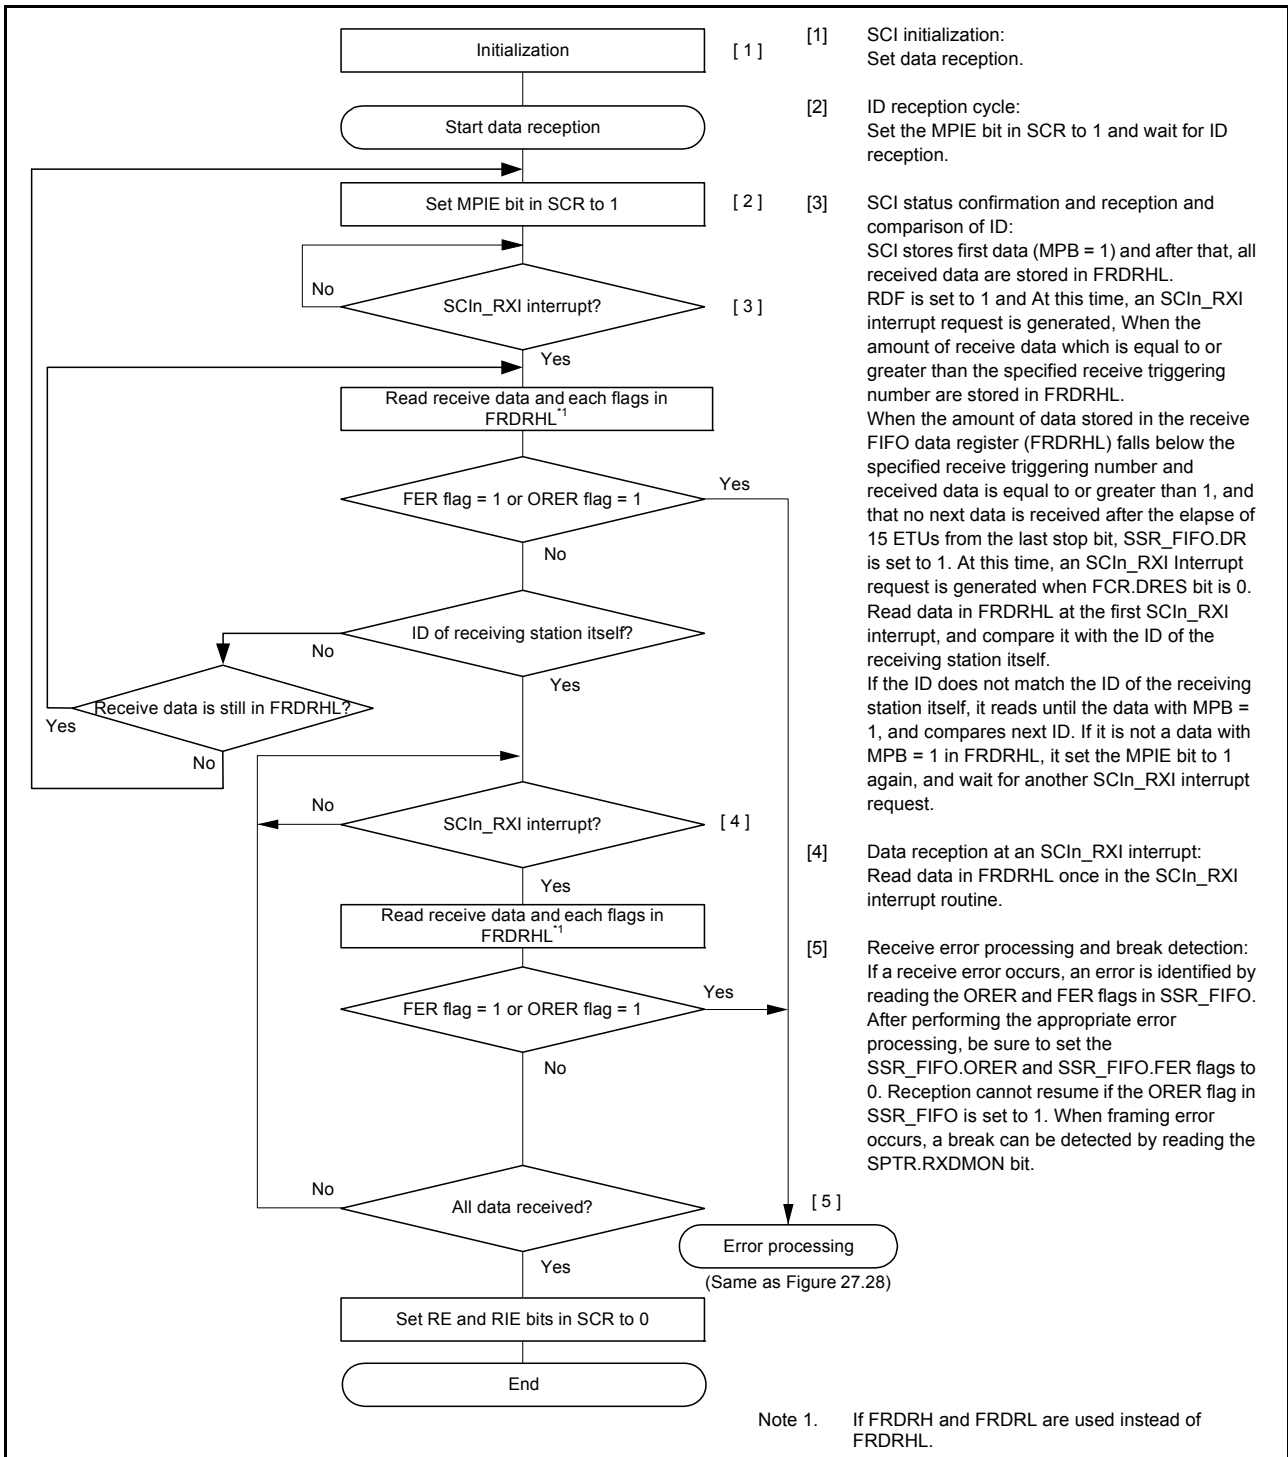 Initialization
[ 1 ]
Start data reception
Set MPIE bit in SCR to 1
[ 2 ]
No
SCIn_RXI interrupt?
[ 3 ]
Yes
Read receive data and each flags in
FRDRHL*1
FER flag = 1 or ORER flag = 1
Yes
No
ID of receiving station itself?
No
Yes
Receive data is still in FRDRHL?
Yes
No
No
SCIn_RXI interrupt?
[ 4 ]
Yes
Read receive data and each flags in
FRDRHL*1
FER flag = 1 or ORER flag = 1
Yes
No
No
All data received?
Yes
[ 5 ]
Error processing
(Same as Figure 27.28)
Set RE and RIE bits in SCR to 0
End
[1] SCI initialization:
Set data reception.
[2] ID reception cycle:
Set the MPIE bit in SCR to 1 and wait for ID
reception.
[3] SCI status confirmation and reception and
comparison of ID:
SCI stores first data (MPB = 1) and after that, all
received data are stored in FRDRHL.
RDF is set to 1 and At this time, an SCIn_RXI
interrupt request is generated, When the
amount of receive data which is equal to or
greater than the specified receive triggering
number are stored in FRDRHL.
When the amount of data stored in the receive
FIFO data register (FRDRHL) falls below the
specified receive triggering number and
received data is equal to or greater than 1, and
that no next data is received after the elapse of
15 ETUs from the last stop bit, SSR_FIFO.DR
is set to 1. At this time, an SCIn_RXI Interrupt
request is generated when FCR.DRES bit is 0.
Read data in FRDRHL at the first SCIn_RXI
interrupt, and compare it with the ID of the
receiving station itself.
If the ID does not match the ID of the receiving
station itself, it reads until the data with MPB =
1, and compares next ID. If it is not a data with
MPB = 1 in FRDRHL, it set the MPIE bit to 1
again, and wait for another SCIn_RXI interrupt
request.
[4] Data reception at an SCIn_RXI interrupt:
Read data in FRDRHL once in the SCIn_RXI
interrupt routine.
[5] Receive error processing and break detection:
If a receive error occurs, an error is identified by
reading the ORER and FER flags in SSR_FIFO.
After performing the appropriate error
processing, be sure to set the
SSR_FIFO.ORER and SSR_FIFO.FER flags to
0. Reception cannot resume if the ORER flag in
SSR_FIFO is set to 1. When framing error
occurs, a break can be detected by reading the
SPTR.RXDMON bit.
Note 1. If FRDRH and FRDRL are used instead of
FRDRHL.